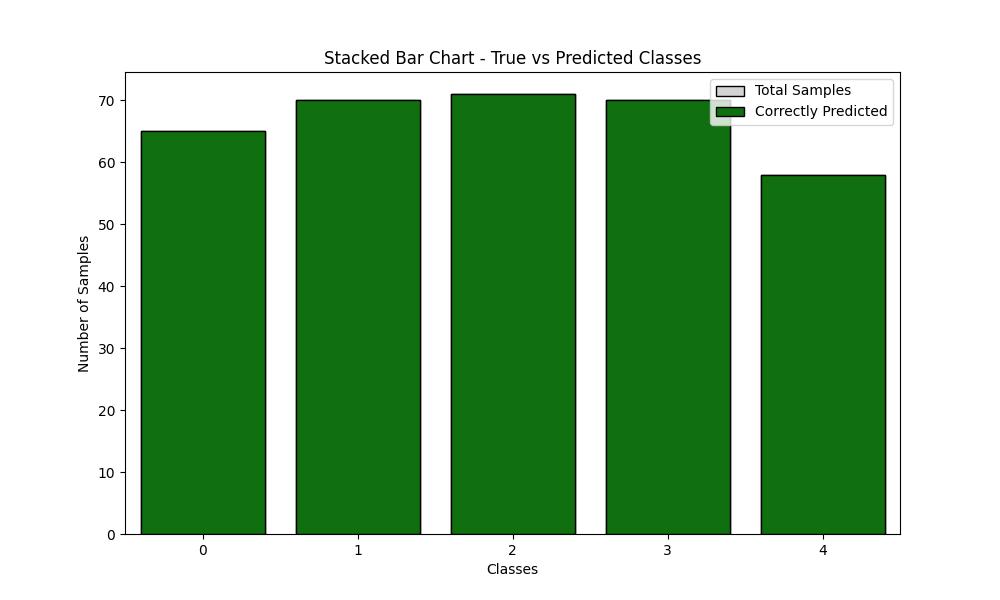 Stacked Bar Chart - True vs Predicted Classes
Total Samples
Correctly Predicted
Number of Samples
70
60
50
40
30
20
10
0
0 1 2 3 4
Classes